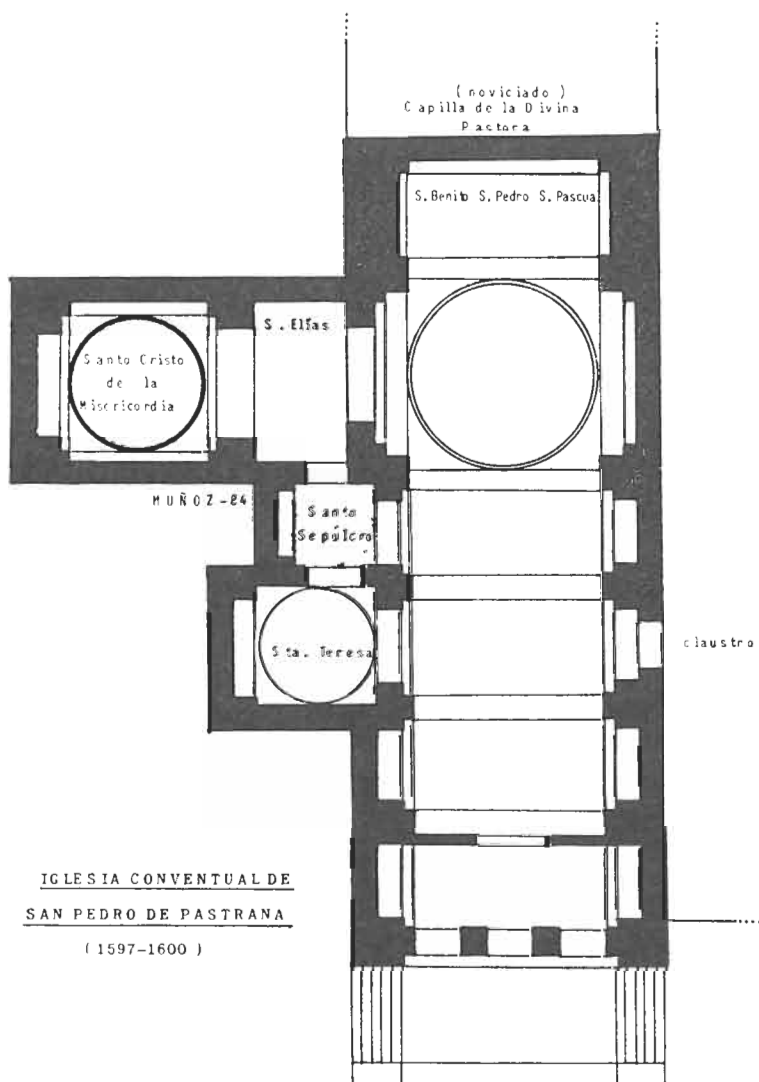 ( noviciado )
Capilla de la Divina
Pastora
S. Benito S. Pedro S. Pascua
S. Elías
Santo Cristo
de la
Misericordia
MUÑOZ-84
Santo
Sepulcro
Sta. Teresa
claustro
IGLESIA CONVENTUAL DE
SAN PEDRO DE PASTRANA
( 1597-1600 )